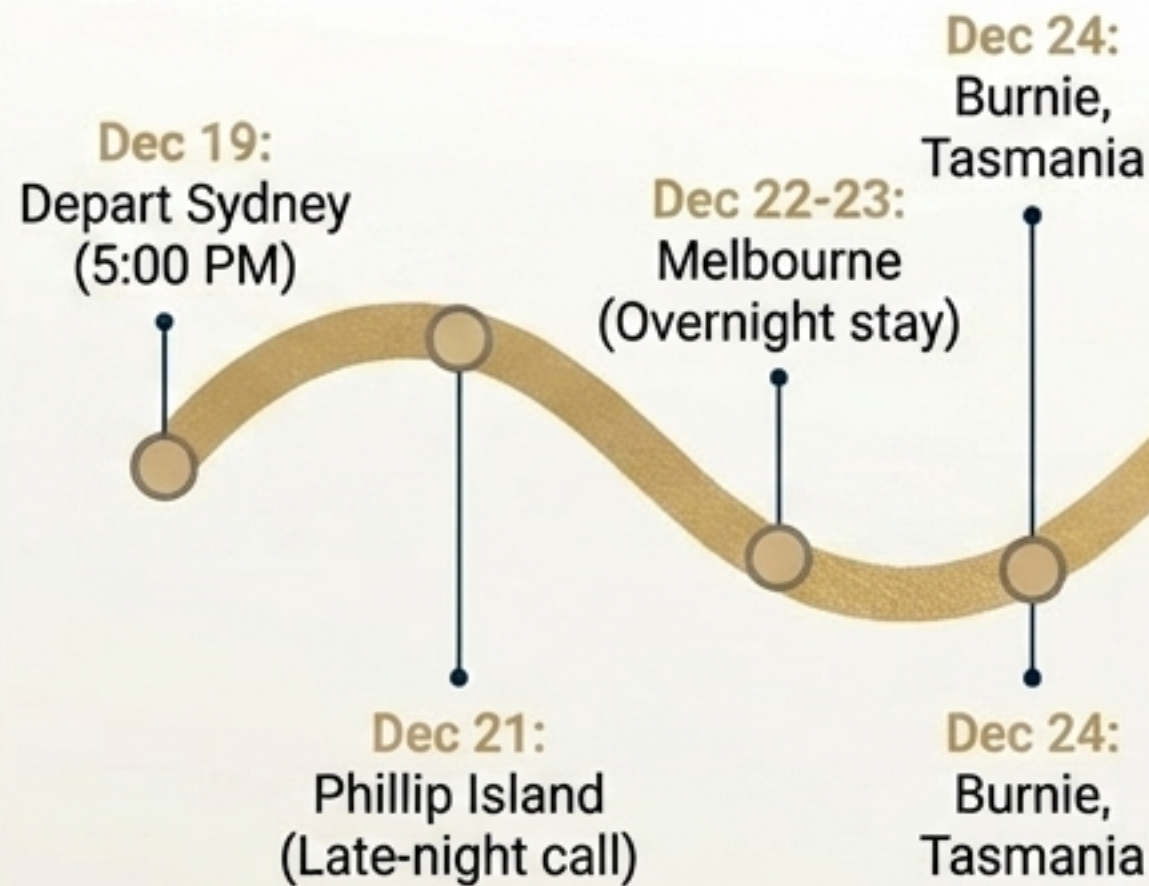 Dec 19:
Depart Sydney
(5:00 PM)
Dec 21:
Phillip Island
(Late-night call)
Dec 22-23:
Melbourne
(Overnight stay)
Dec 24:
Burnie,
Tasmania
Dec 24:
Burnie,
Tasmania